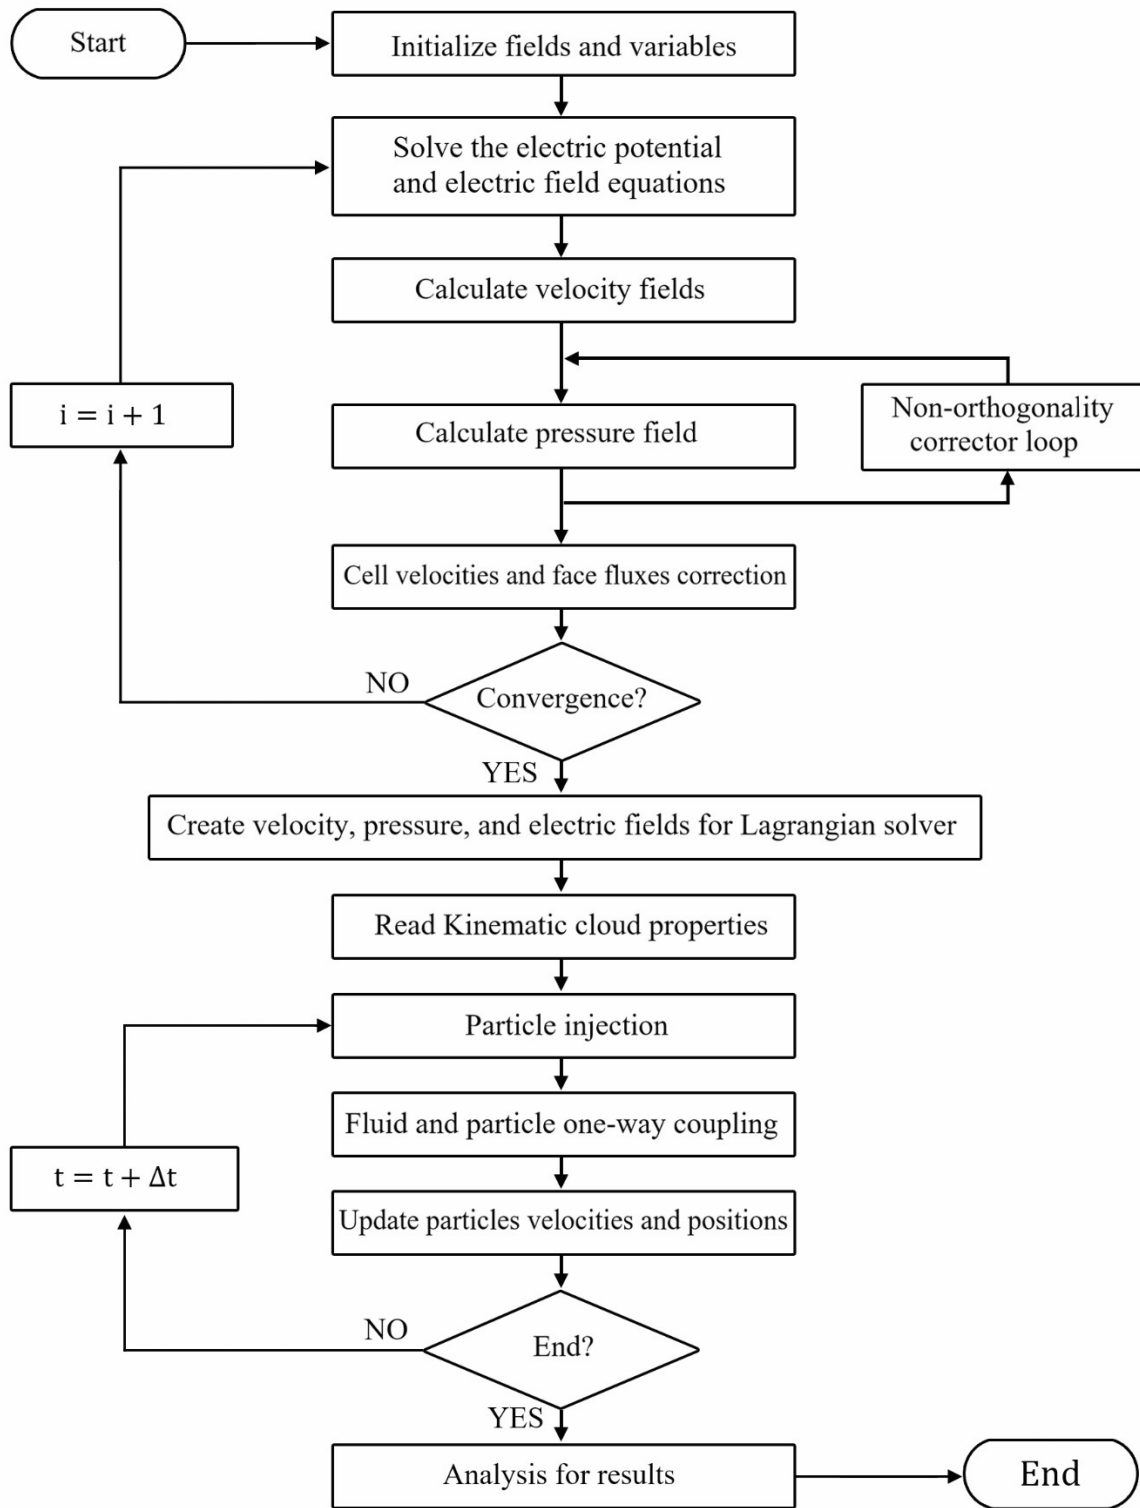 Start
Initialize fields and variables
Solve the electric potential
and electric field equations
Calculate velocity fields
i = i + 1
Non-orthogonality
corrector loop
Calculate pressure field
Cell velocities and face fluxes correction
NO
Convergence?
YES
Create velocity, pressure, and electric fields for Lagrangian solver
Read Kinematic cloud properties
Particle injection
Fluid and particle one-way coupling
t = t + Δt
Update particles velocities and positions
NO
End?
YES
Analysis for results
End